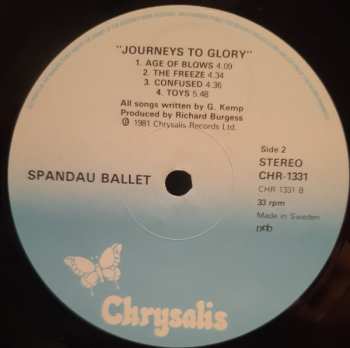 "JOURNEYS TO GLORY"
1. AGE OF BLOWS 4.09
2. THE FREEZE 4.34
3. CONFUSED 4.36
4. TOYS 5.48
All songs written by G. Kemp
Produced by Richard Burgess
℗ 1981 Chrysalis Records Ltd.
SPANDAU BALLET
Side 2
STEREO
CHR-1331
CHR 1331 B
33 rpm
Made in Sweden
ncb
Chrysalis